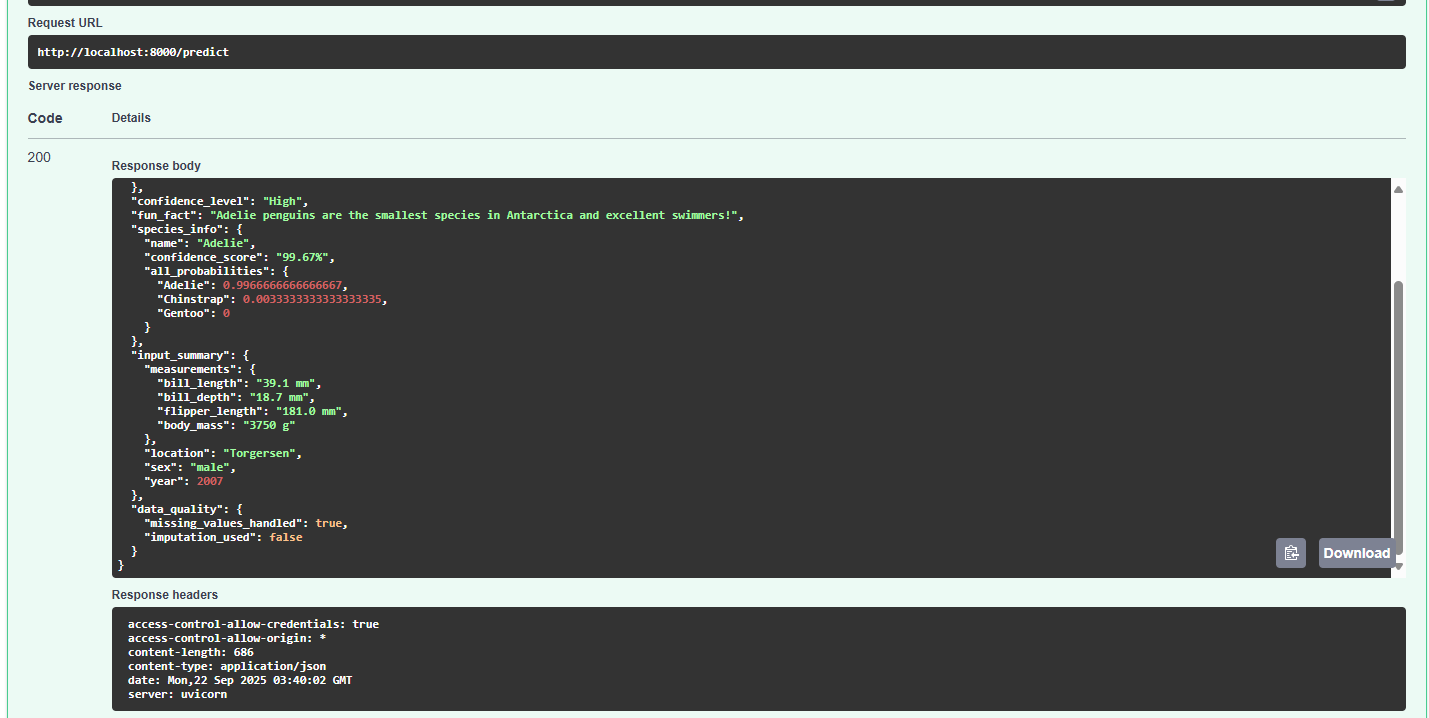 Request URL
http://localhost:8000/predict
Server response
Code Details
200
Response body
},
"confidence_level": "High",
"fun_fact": "Adelie penguins are the smallest species in Antarctica and excellent swimmers!",
"species_info": {
"name": "Adelie",
"confidence_score": "99.67%",
"all_probabilities": {
"Adelie": 0.9966666666666667,
"Chinstrap": 0.0033333333333333335,
"Gentoo": 0
}
},
"input_summary": {
"measurements": {
"bill_length": "39.1 mm",
"bill_depth": "18.7 mm",
"flipper_length": "181.0 mm",
"body_mass": "3750 g"
},
"location": "Torgersen",
"sex": "male",
"year": 2007
},
"data_quality": {
"missing_values_handled": true,
"imputation_used": false
}
}
Download
Response headers
access-control-allow-credentials: true
access-control-allow-origin: *
content-length: 686
content-type: application/json
date: Mon,22 Sep 2025 03:40:02 GMT
server: uvicorn